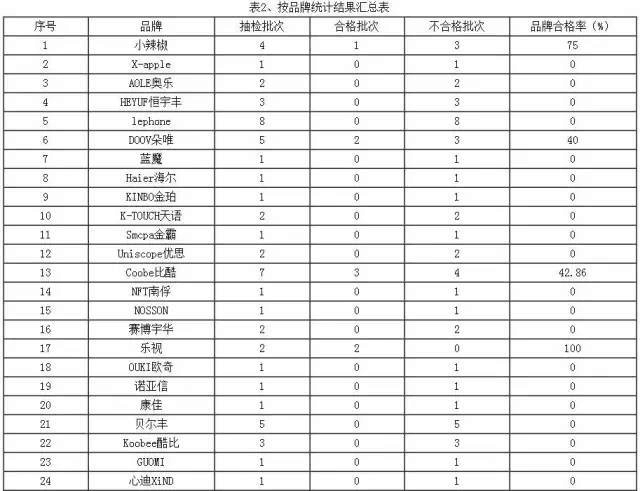 表2、按品牌统计结果汇总表
序号 品牌 抽检批次 合格批次 不合格批次 品牌合格率(%)
1 小辣椒 4 1 3 75
2 X-apple 1 0 1 0
3 AOLE奥乐 2 0 2 0
4 HEYUF恒宇丰 3 0 3 0
5 lephone 8 0 8 0
6 DOOV朵唯 5 2 3 40
7 蓝魔 1 0 1 0
8 Haier海尔 1 0 1 0
9 KINBO金珀 1 0 1 0
10 K-TOUCH天语 2 0 2 0
11 Smcpa金霸 1 0 1 0
12 Uniscope优思 2 0 2 0
13 Coobe比酷 7 3 4 42.86
14 NFT南俘 1 0 1 0
15 NOSSON 1 0 1 0
16 赛博宇华 2 0 2 0
17 乐视 2 2 0 100
18 OUKI欧奇 1 0 1 0
19 诺亚信 1 0 1 0
20 康佳 1 0 1 0
21 贝尔丰 5 0 5 0
22 Koobee酷比 3 0 3 0
23 GUOMI 1 0 1 0
24 心迪XiND 1 0 1 0